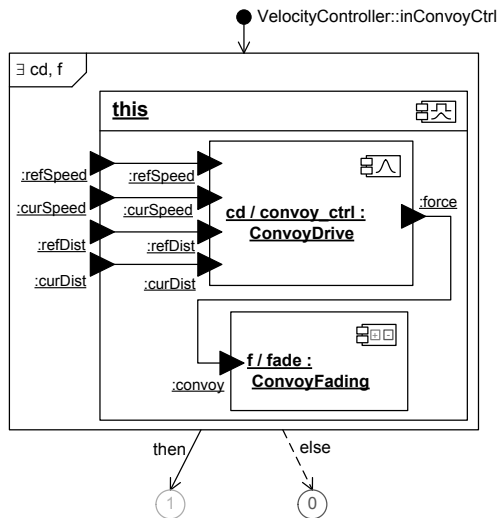 VelocityController::inConvoyCtrl
∃ cd, f
this
:refSpeed
:refSpeed
:curSpeed
:curSpeed
:refDist
:refDist
:curDist
:curDist
cd / convoy_ctrl :
ConvoyDrive
:force
f / fade :
ConvoyFading
:convoy
then
else
1
0